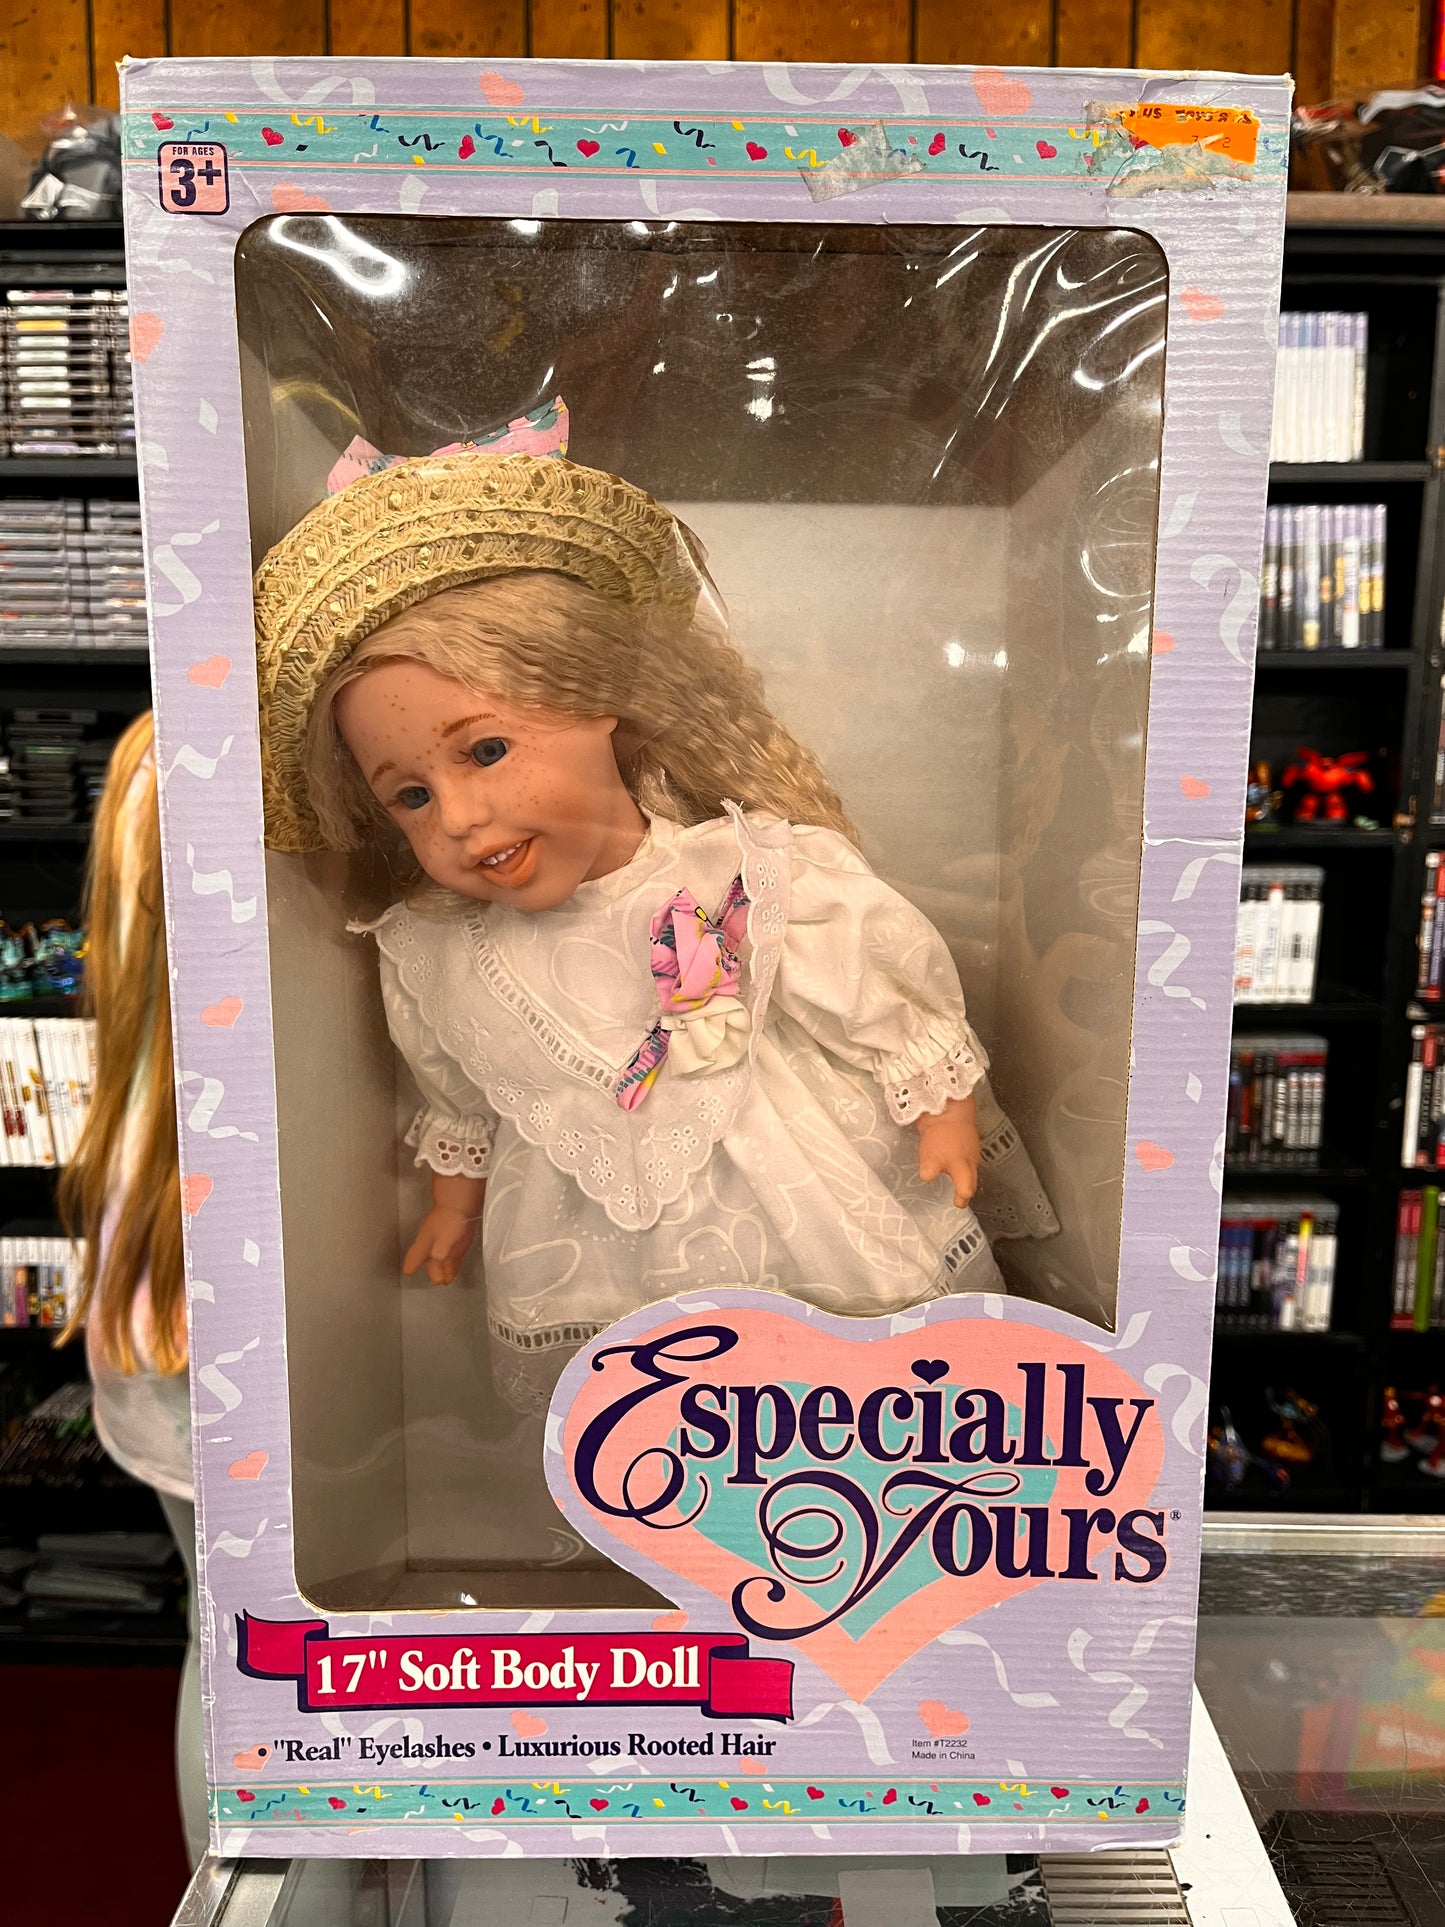 FOR AGES
3+
Especially
Yours®
17" Soft Body Doll
• "Real" Eyelashes • Luxurious Rooted Hair
Item #T2232
Made in China